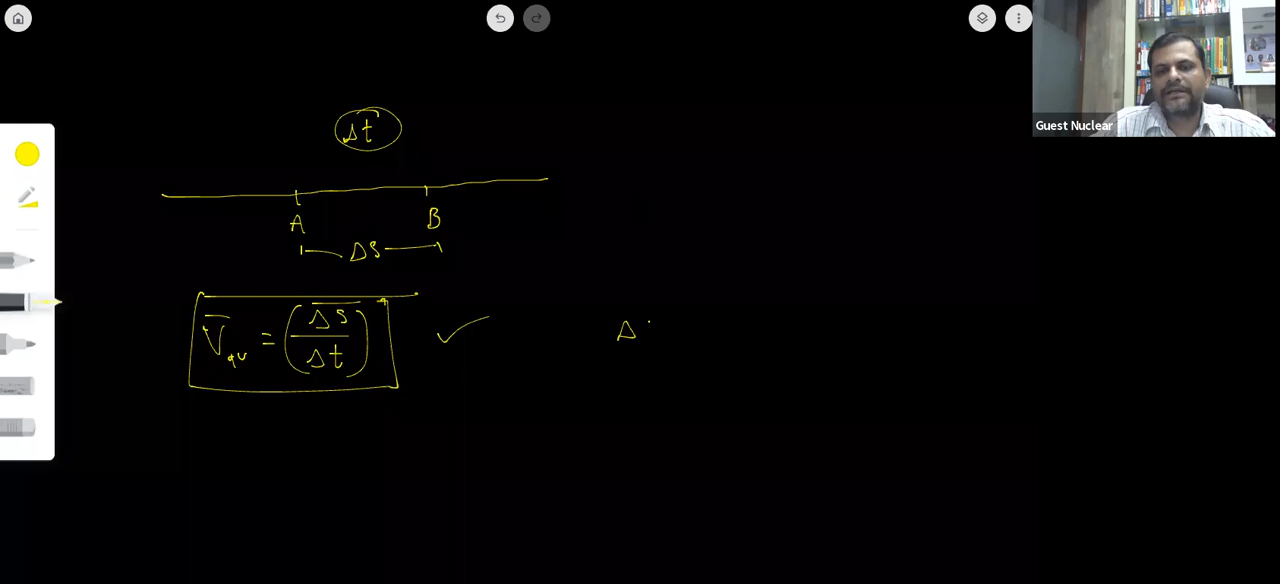 Δt
A B
Δs
V̅av = (Δs̅/Δt)
Δ
Guest Nuclear